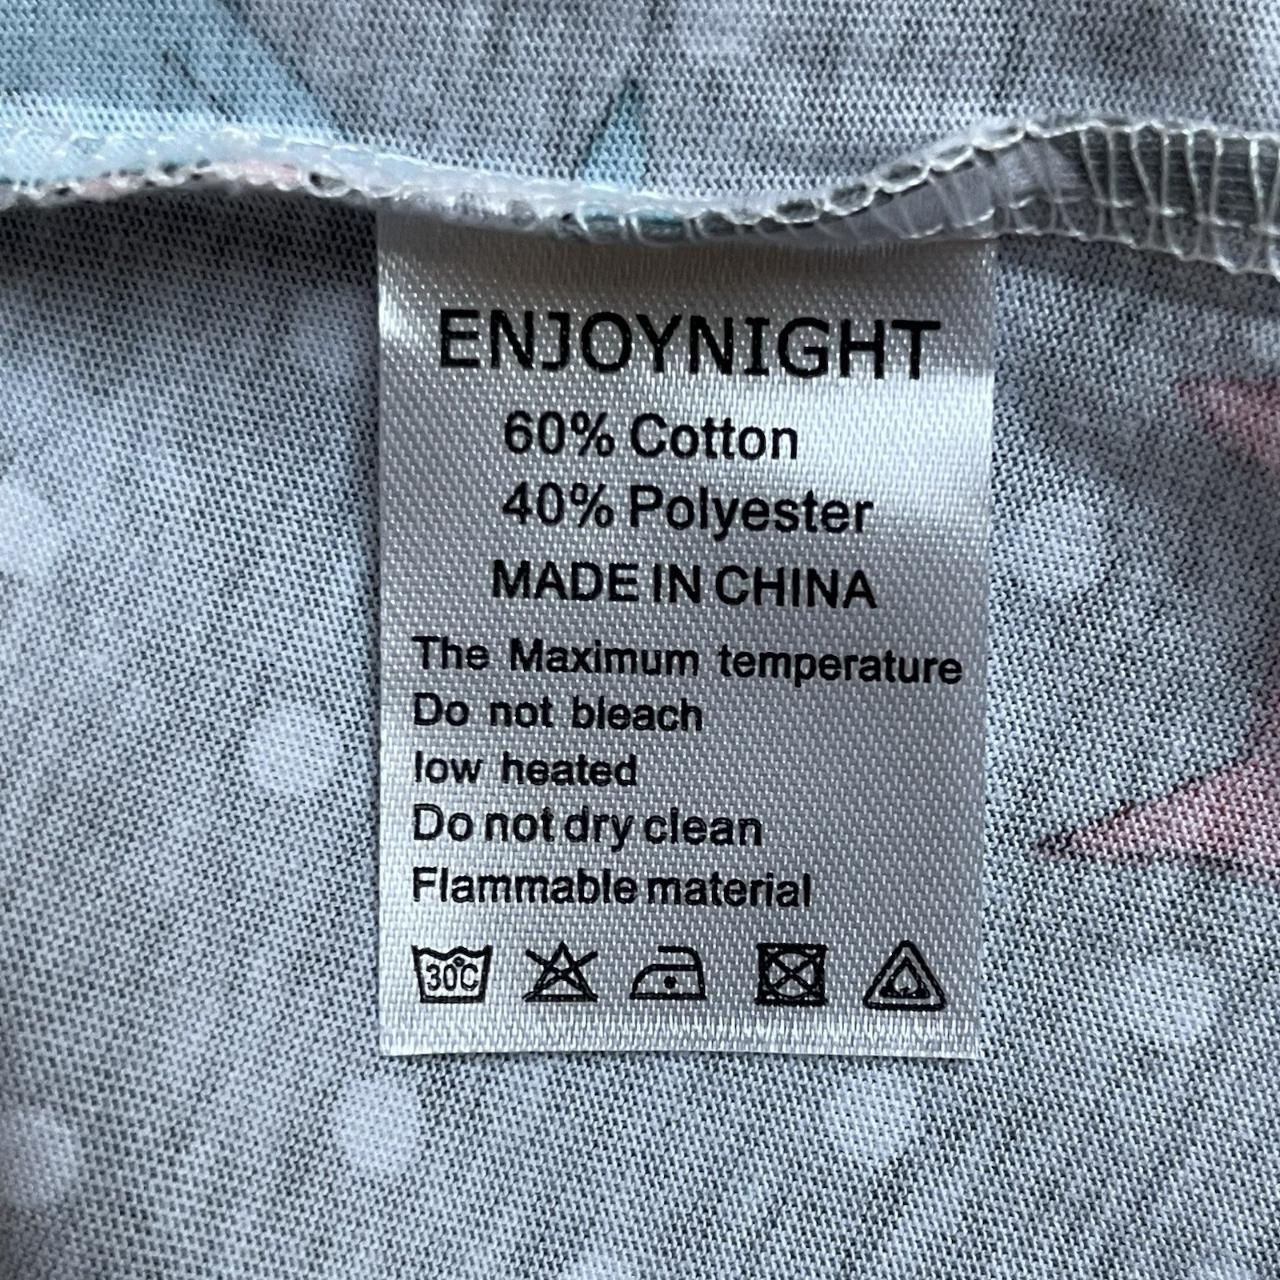 ENJOYNIGHT
60% Cotton
40% Polyester
MADE IN CHINA
The Maximum temperature
Do not bleach
low heated
Do not dry clean
Flammable material
30℃